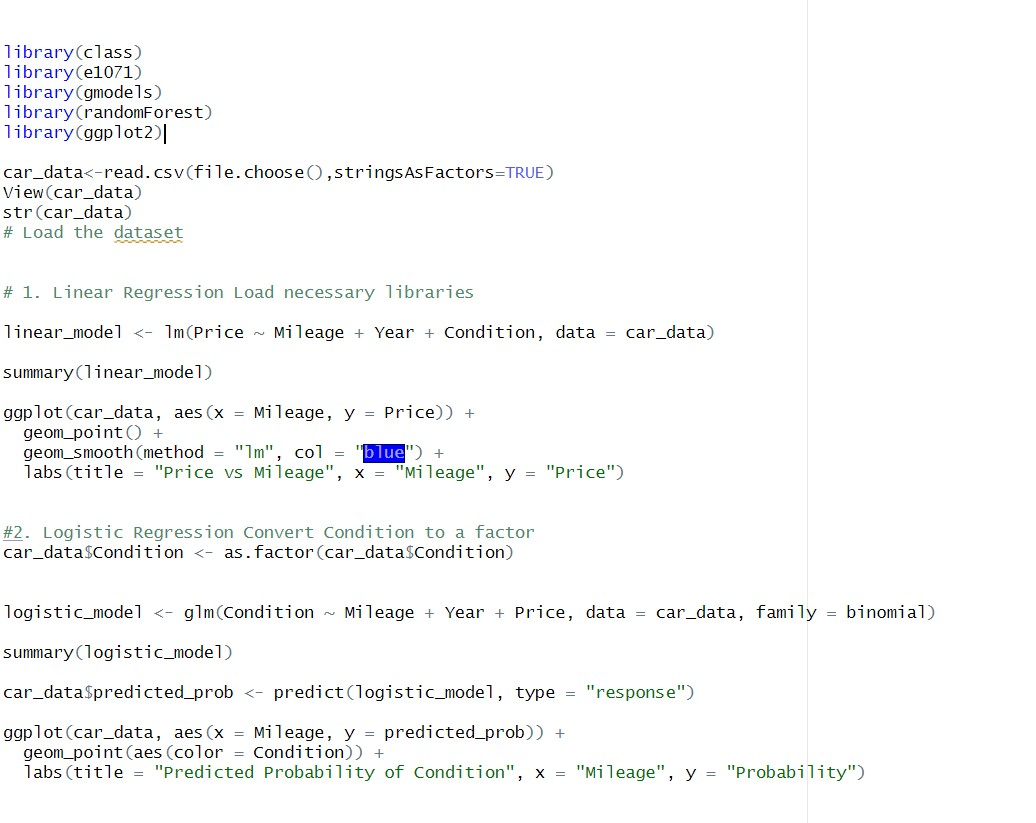 library(class)
library(e1071)
library(gmodels)
library(randomForest)
library(ggplot2)
car_data<-read.csv(file.choose(),stringsAsFactors=TRUE)
View(car_data)
str(car_data)
# Load the dataset
# 1. Linear Regression Load necessary libraries
linear_model <- lm(Price ~ Mileage + Year + Condition, data = car_data)
summary(linear_model)
ggplot(car_data, aes(x = Mileage, y = Price)) +
  geom_point() +
  geom_smooth(method = "lm", col = "blue") +
  labs(title = "Price vs Mileage", x = "Mileage", y = "Price")
#2. Logistic Regression Convert Condition to a factor
car_data$Condition <- as.factor(car_data$Condition)
logistic_model <- glm(Condition ~ Mileage + Year + Price, data = car_data, family = binomial)
summary(logistic_model)
car_data$predicted_prob <- predict(logistic_model, type = "response")
ggplot(car_data, aes(x = Mileage, y = predicted_prob)) +
  geom_point(aes(color = Condition)) +
  labs(title = "Predicted Probability of Condition", x = "Mileage", y = "Probability")